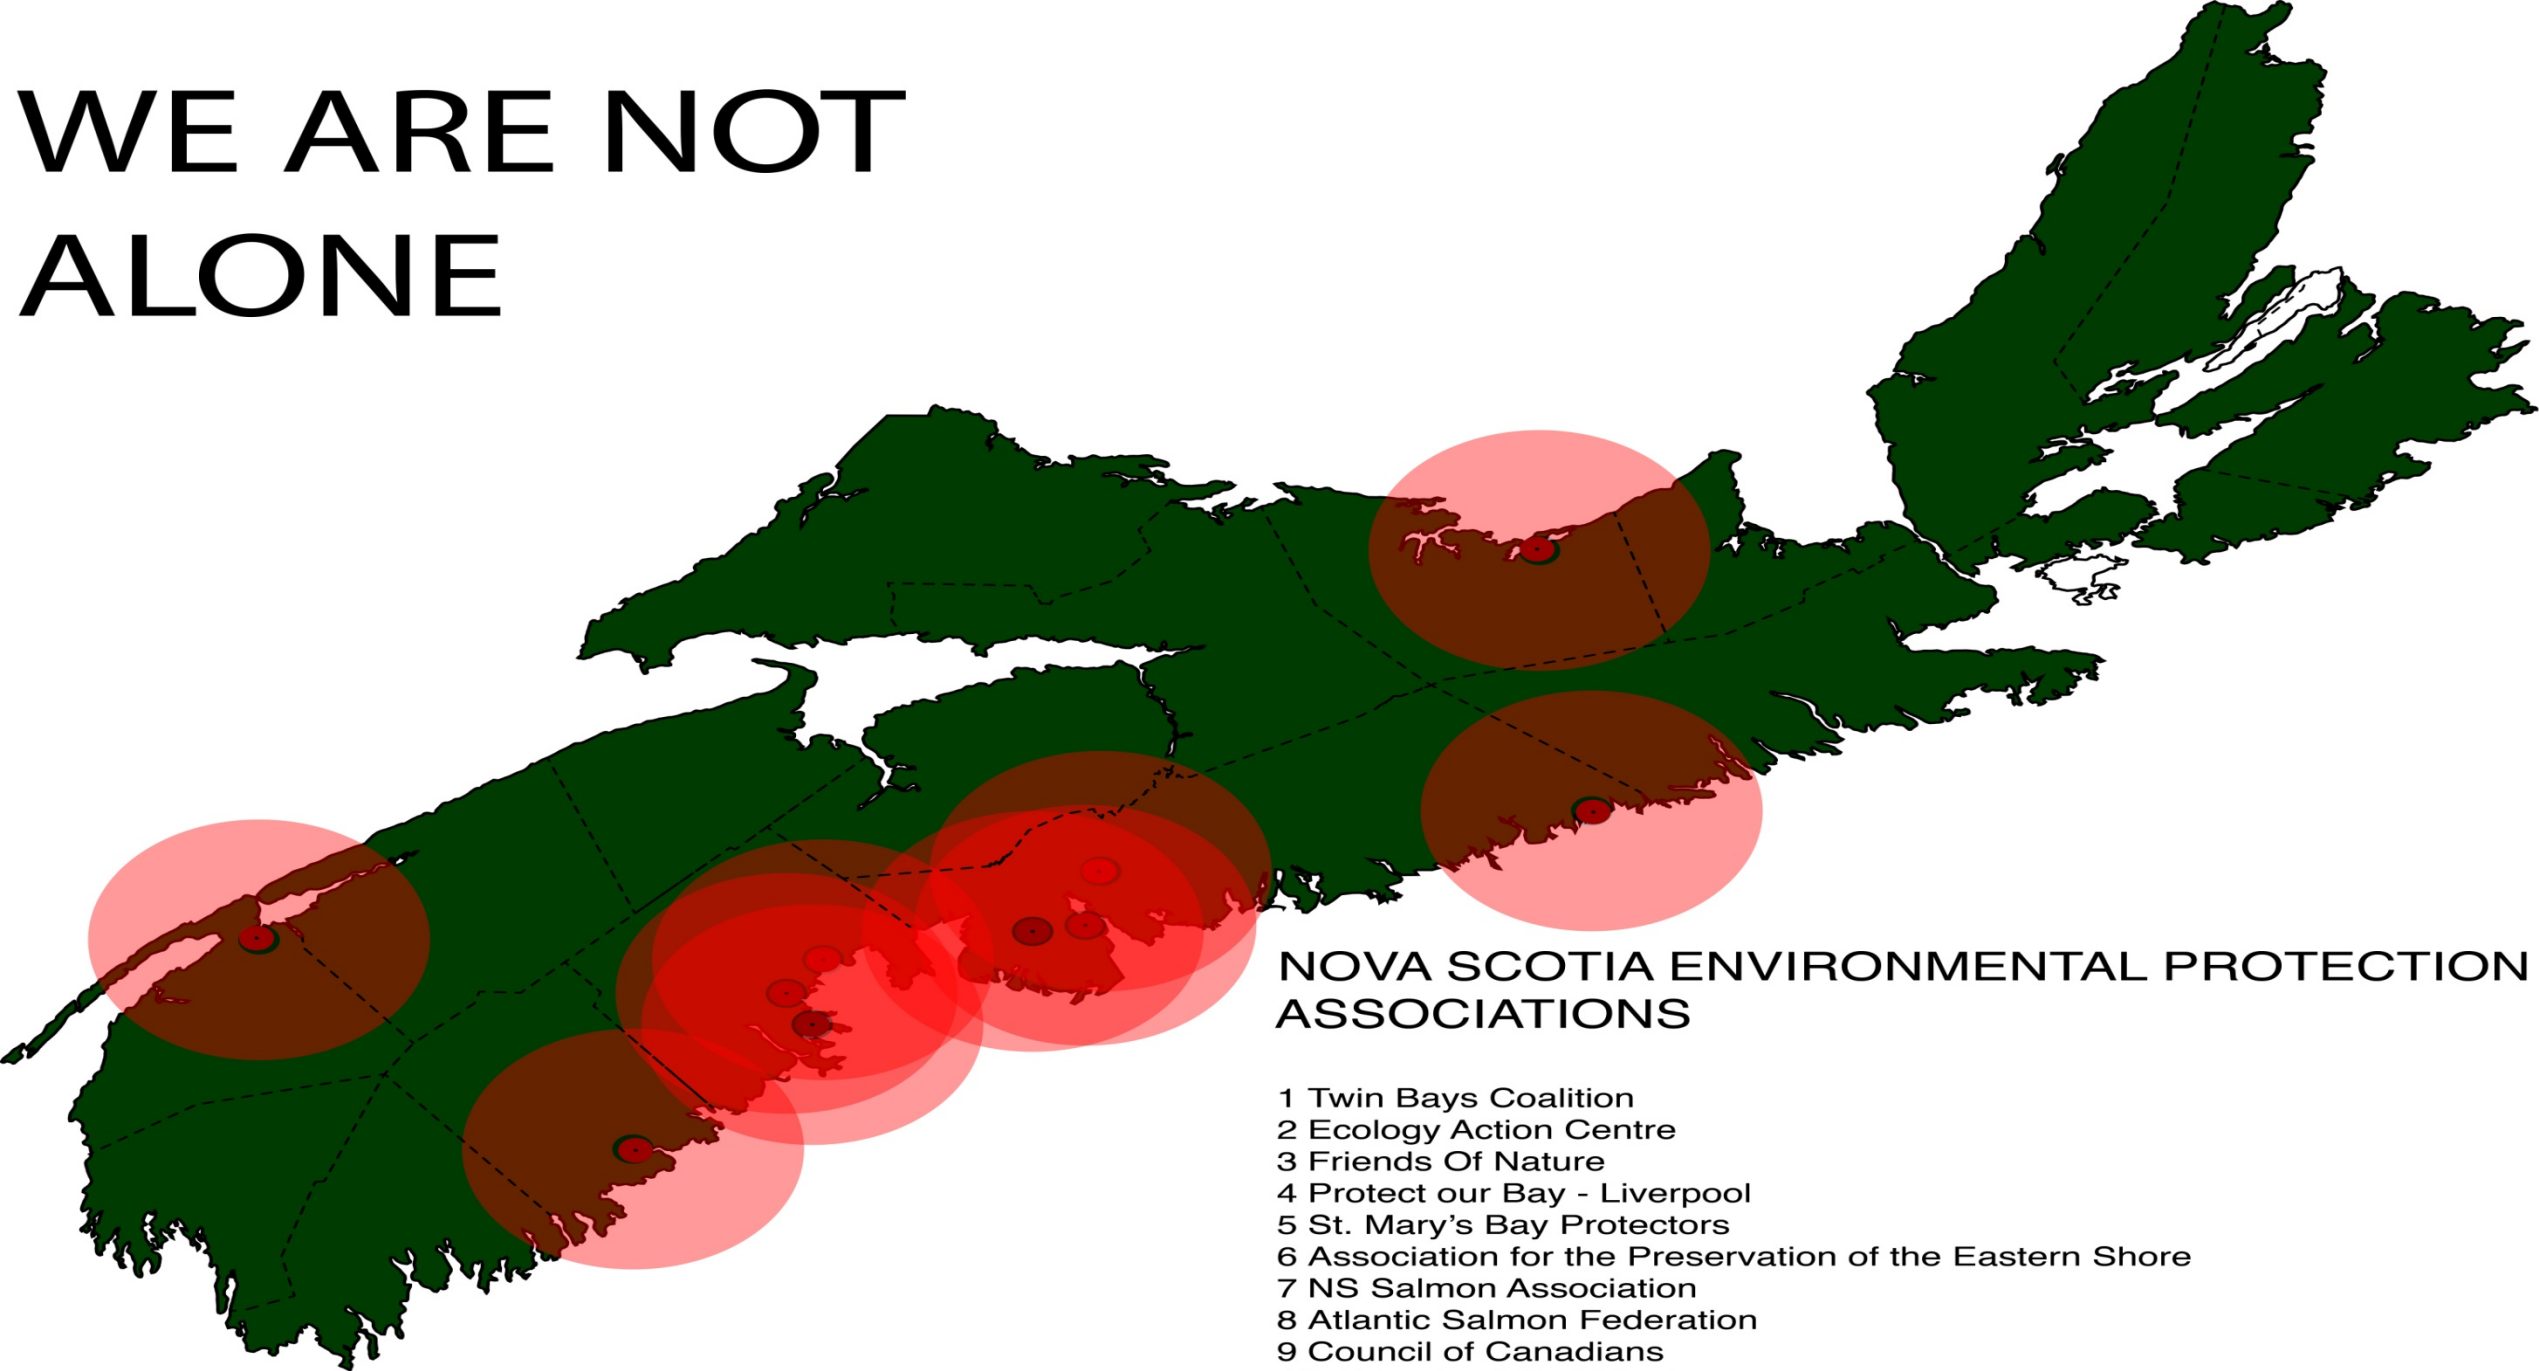 WE ARE NOT
ALONE
NOVA SCOTIA ENVIRONMENTAL PROTECTION
ASSOCIATIONS
1 Twin Bays Coalition
2 Ecology Action Centre
3 Friends Of Nature
4 Protect our Bay - Liverpool
5 St. Mary’s Bay Protectors
6 Association for the Preservation of the Eastern Shore
7 NS Salmon Association
8 Atlantic Salmon Federation
9 Council of Canadians